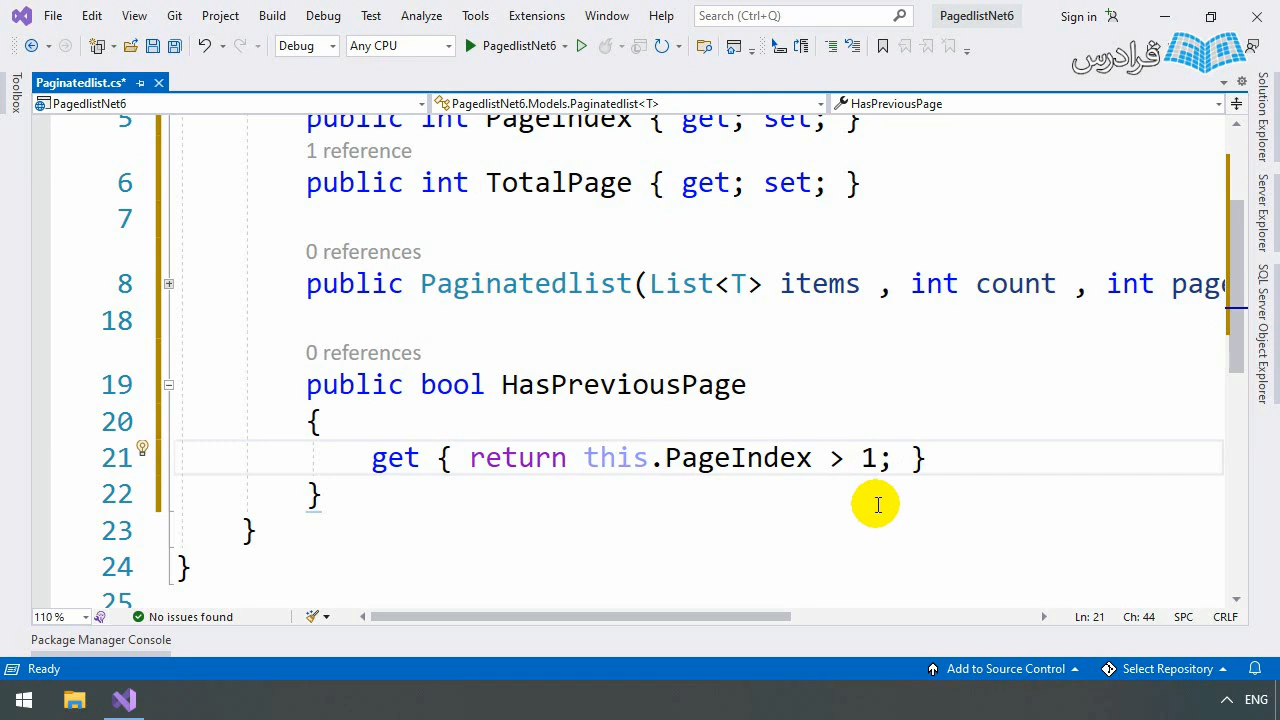 File Edit View Git Project Build Debug Test Analyze Tools Extensions Window Help Search (Ctrl+Q) PagedlistNet6 Sign in
Debug Any CPU PagedlistNet6
فرادرس
Paginatedlist.cs*
PagedlistNet6 PagedlistNet6.Models.Paginatedlist<T> HasPreviousPage
Toolbox
Solution Explorer
Server Explorer
SQL Server Object Explorer
5 public int PageIndex { get; set; }
1 reference
6 public int TotalPage { get; set; }
7
0 references
8 public Paginatedlist(List<T> items , int count , int page
18
0 references
19 public bool HasPreviousPage
20 {
21 get { return this.PageIndex > 1; }
22 }
23 }
24 }
25
110 % No issues found Ln: 21 Ch: 44 SPC CRLF
Package Manager Console
Ready Add to Source Control Select Repository
ENG